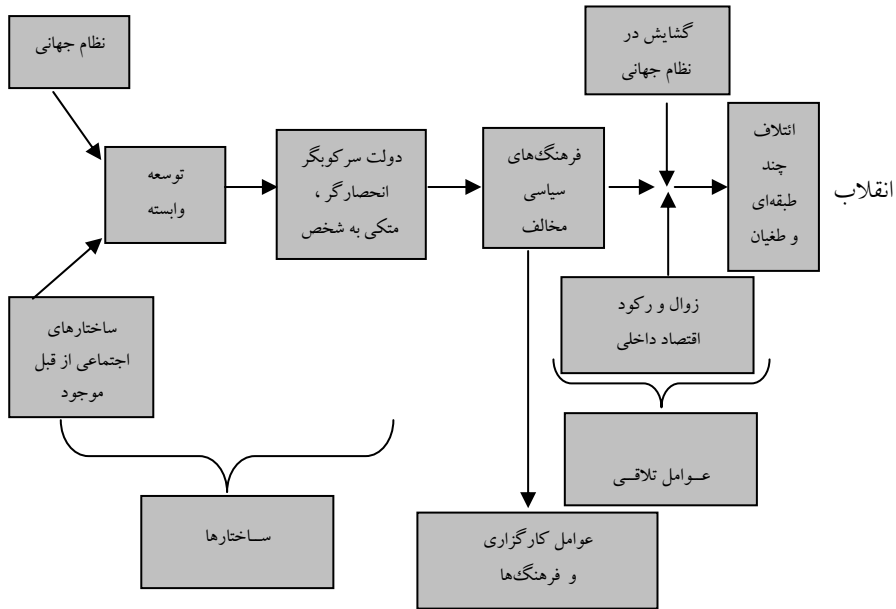 نظام جهانی
گشایش در
نظام جهانی
توسعه
وابسته
دولت سرکوبگر
انحصارگر ،
متکی به شخص
فرهنگ‌های
سیاسی
مخالف
ائتلاف
چند
طبقه‌ای
و طغیان
انقلاب
ساختارهای
اجتماعی از قبل
موجود
زوال و رکود
اقتصاد داخلی
عـوامل تلاقـی
ســاختارها
عوامل کارگزاری
و فرهنگ‌ها